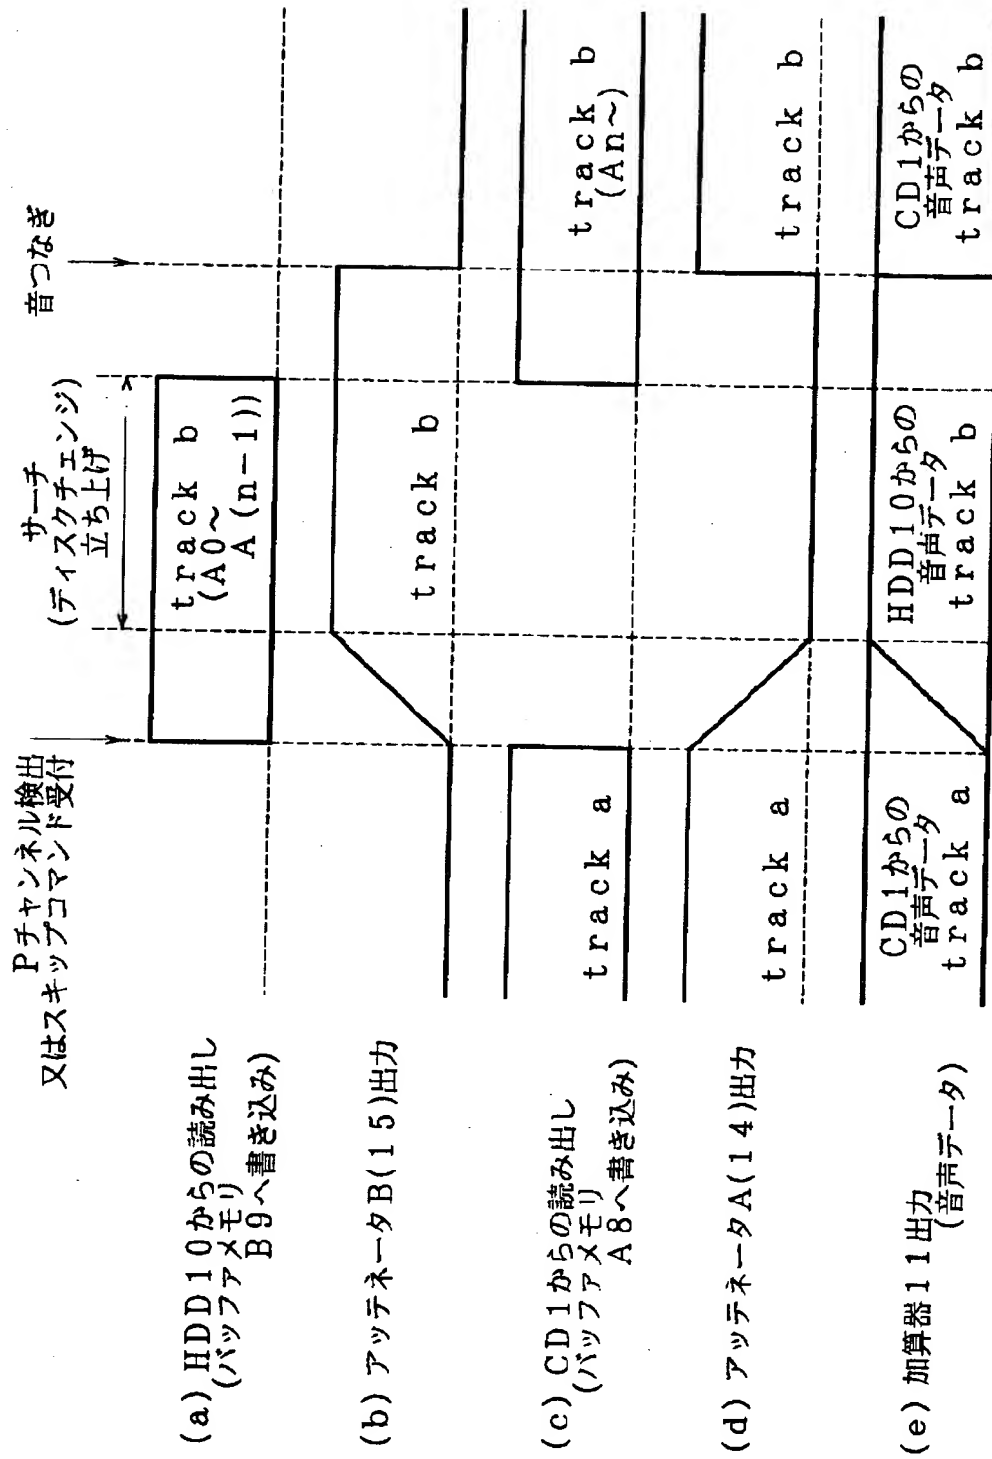 Pチャンネル検出
又はスキップコマンド受付
サーチ
(ディスクチェンジ)
立ち上げ
音つなぎ
(a) HDD10からの読み出し
(バッファメモリ
B9へ書き込み)
track b
(A0~
A(n-1))
(b) アッテネータB(15)出力
track b
(c) CD1からの読み出し
(バッファメモリ
A8へ書き込み)
track a
track b
(An~)
(d) アッテネータA(14)出力
track a
track b
(e) 加算器11出力
(音声データ)
CD1からの
音声データ
track a
HDD10からの
音声データ
track b
CD1からの
音声データ
track b